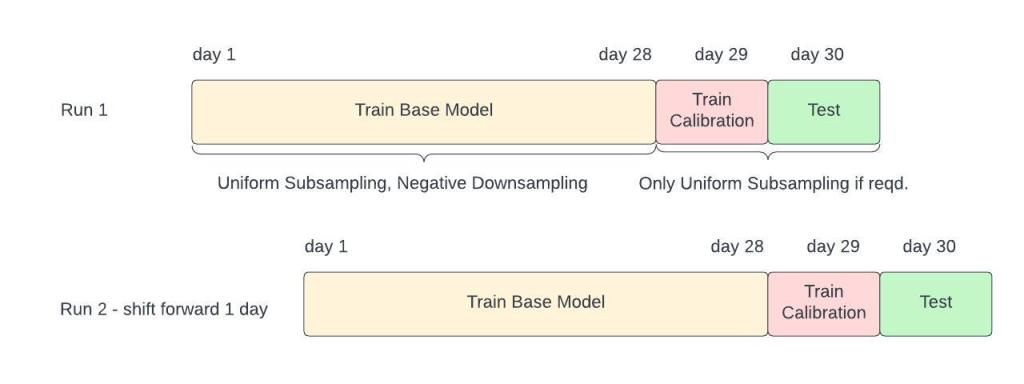 day 1 day 28 day 29 day 30
Run 1
Train Base Model
Train
Calibration
Test
Uniform Subsampling, Negative Downsampling
Only Uniform Subsampling if reqd.
day 1 day 28 day 29 day 30
Run 2 - shift forward 1 day
Train Base Model
Train
Calibration
Test